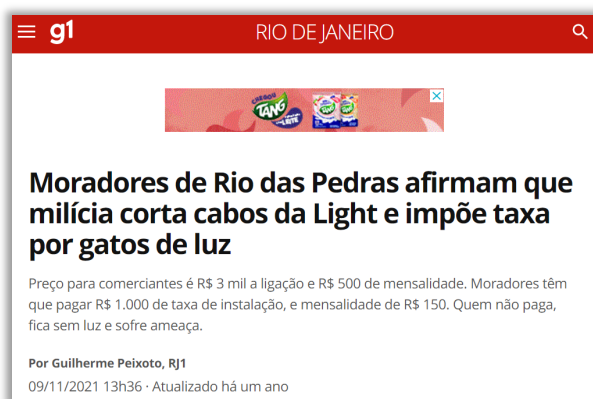 g1
RIO DE JANEIRO
CHEGOU
TANG
LEITE
Moradores de Rio das Pedras afirmam que
milícia corta cabos da Light e impõe taxa
por gatos de luz
Preço para comerciantes é R$ 3 mil a ligação e R$ 500 de mensalidade. Moradores têm
que pagar R$ 1.000 de taxa de instalação, e mensalidade de R$ 150. Quem não paga,
fica sem luz e sofre ameaça.
Por Guilherme Peixoto, RJ1
09/11/2021 13h36 · Atualizado há um ano